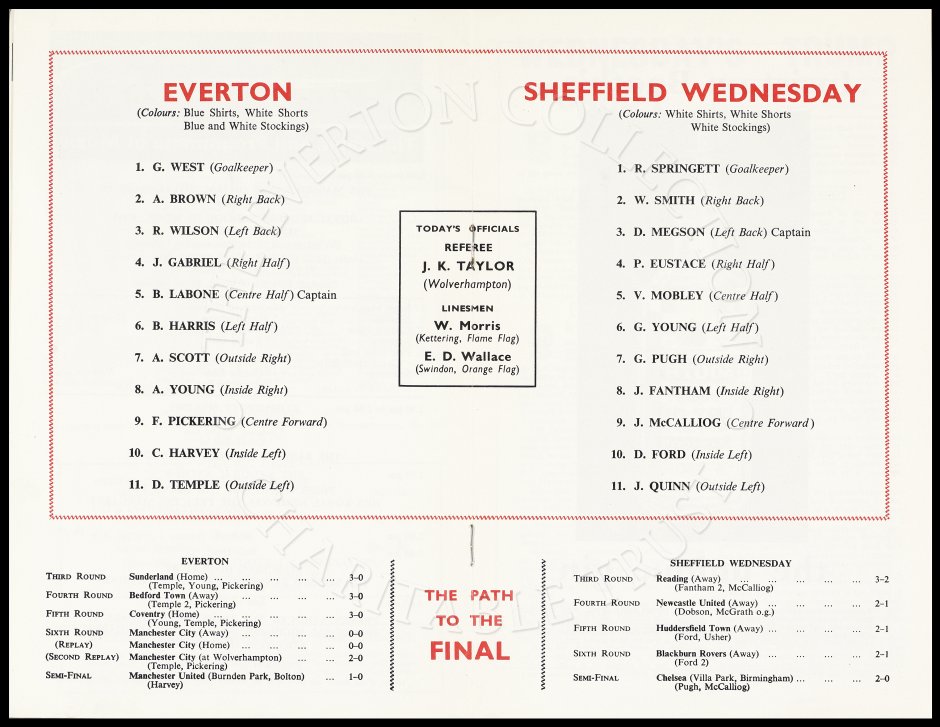 EVERTON
(Colours: Blue Shirts, White Shorts
Blue and White Stockings)
1. G. WEST (Goalkeeper)
2. A. BROWN (Right Back)
3. R. WILSON (Left Back)
4. J. GABRIEL (Right Half)
5. B. LABONE (Centre Half) Captain
6. B. HARRIS (Left Half)
7. A. SCOTT (Outside Right)
8. A. YOUNG (Inside Right)
9. F. PICKERING (Centre Forward)
10. C. HARVEY (Inside Left)
11. D. TEMPLE (Outside Left)
TODAY'S OFFICIALS
REFEREE
J. K. TAYLOR
(Wolverhampton)
LINESMEN
W. Morris
(Kettering, Flame Flag)
E. D. Wallace
(Swindon, Orange Flag)
SHEFFIELD WEDNESDAY
(Colours: White Shirts, White Shorts
White Stockings)
1. R. SPRINGETT (Goalkeeper)
2. W. SMITH (Right Back)
3. D. MEGSON (Left Back) Captain
4. P. EUSTACE (Right Half)
5. V. MOBLEY (Centre Half)
6. G. YOUNG (Left Half)
7. G. PUGH (Outside Right)
8. J. FANTHAM (Inside Right)
9. J. McCALLIOG (Centre Forward)
10. D. FORD (Inside Left)
11. J. QUINN (Outside Left)
THE EVERTON COLLECTION
CHARITABLE TRUST
EVERTON
THIRD ROUND Sunderland (Home) ... ... ... ... ... 3-0
(Temple, Young, Pickering)
FOURTH ROUND Bedford Town (Away) ... ... ... ... 3-0
(Temple 2, Pickering)
FIFTH ROUND Coventry (Home) ... ... ... ... ... 3-0
(Young, Temple, Pickering)
SIXTH ROUND Manchester City (Away) ... ... ... ... 0-0
(REPLAY) Manchester City (Home) ... ... ... ... 0-0
(SECOND REPLAY) Manchester City (at Wolverhampton) ... ... 2-0
(Temple, Pickering)
SEMI-FINAL Manchester United (Burnden Park, Bolton) ... 1-0
(Harvey)
THE PATH
TO THE
FINAL
SHEFFIELD WEDNESDAY
THIRD ROUND Reading (Away) ... ... ... ... ... 3-2
(Fantham 2, McCalliog)
FOURTH ROUND Newcastle United (Away) ... ... ... ... 2-1
(Dobson, McGrath o.g.)
FIFTH ROUND Huddersfield Town (Away) ... ... ... ... 2-1
(Ford, Usher)
SIXTH ROUND Blackburn Rovers (Away) ... ... ... ... 2-1
(Ford 2)
SEMI-FINAL Chelsea (Villa Park, Birmingham) ... ... ... 2-0
(Pugh, McCalliog)